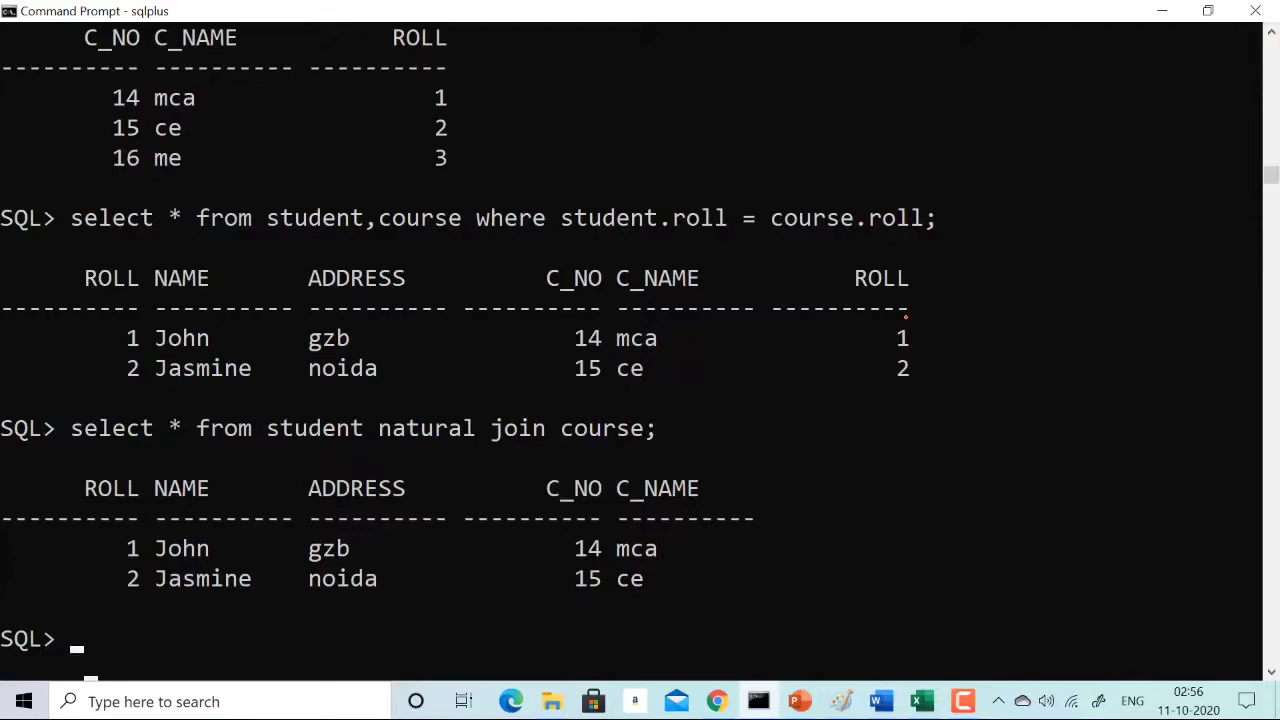 Command Prompt - sqlplus
C_NO C_NAME ROLL
---------- ---------- ----------
14 mca 1
15 ce 2
16 me 3
SQL> select * from student,course where student.roll = course.roll;
ROLL NAME ADDRESS C_NO C_NAME ROLL
---------- ---------- ---------- ---------- ---------- ----------
1 John gzb 14 mca 1
2 Jasmine noida 15 ce 2
SQL> select * from student natural join course;
ROLL NAME ADDRESS C_NO C_NAME
---------- ---------- ---------- ---------- ----------
1 John gzb 14 mca
2 Jasmine noida 15 ce
SQL>
Type here to search
ENG
02:56
11-10-2020